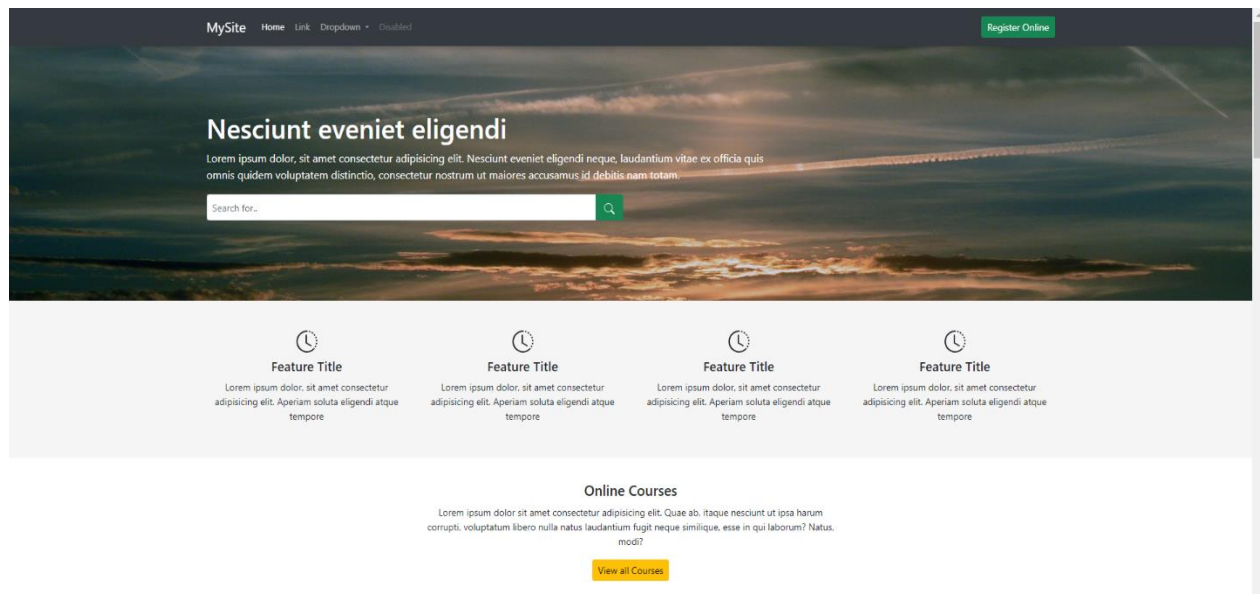 MySite Home Link Dropdown Disabled Register Online
Nesciunt eveniet eligendi
Lorem ipsum dolor, sit amet consectetur adipisicing elit. Nesciunt eveniet eligendi neque, laudantium vitae ex officia quis
omnis quidem voluptatem distinctio, consectetur nostrum ut maiores accusamus id debitis nam totam.
Search for..
Feature Title
Lorem ipsum dolor, sit amet consectetur
adipisicing elit. Aperiam soluta eligendi atque
tempore
Feature Title
Lorem ipsum dolor, sit amet consectetur
adipisicing elit. Aperiam soluta eligendi atque
tempore
Feature Title
Lorem ipsum dolor, sit amet consectetur
adipisicing elit. Aperiam soluta eligendi atque
tempore
Feature Title
Lorem ipsum dolor, sit amet consectetur
adipisicing elit. Aperiam soluta eligendi atque
tempore
Online Courses
Lorem ipsum dolor sit amet consectetur adipisicing elit. Quae ab, itaque nesciunt ut ipsa harum
corrupti, voluptatum libero nulla natus laudantium fugit neque similique, esse in qui laborum? Natus,
modi?
View all Courses